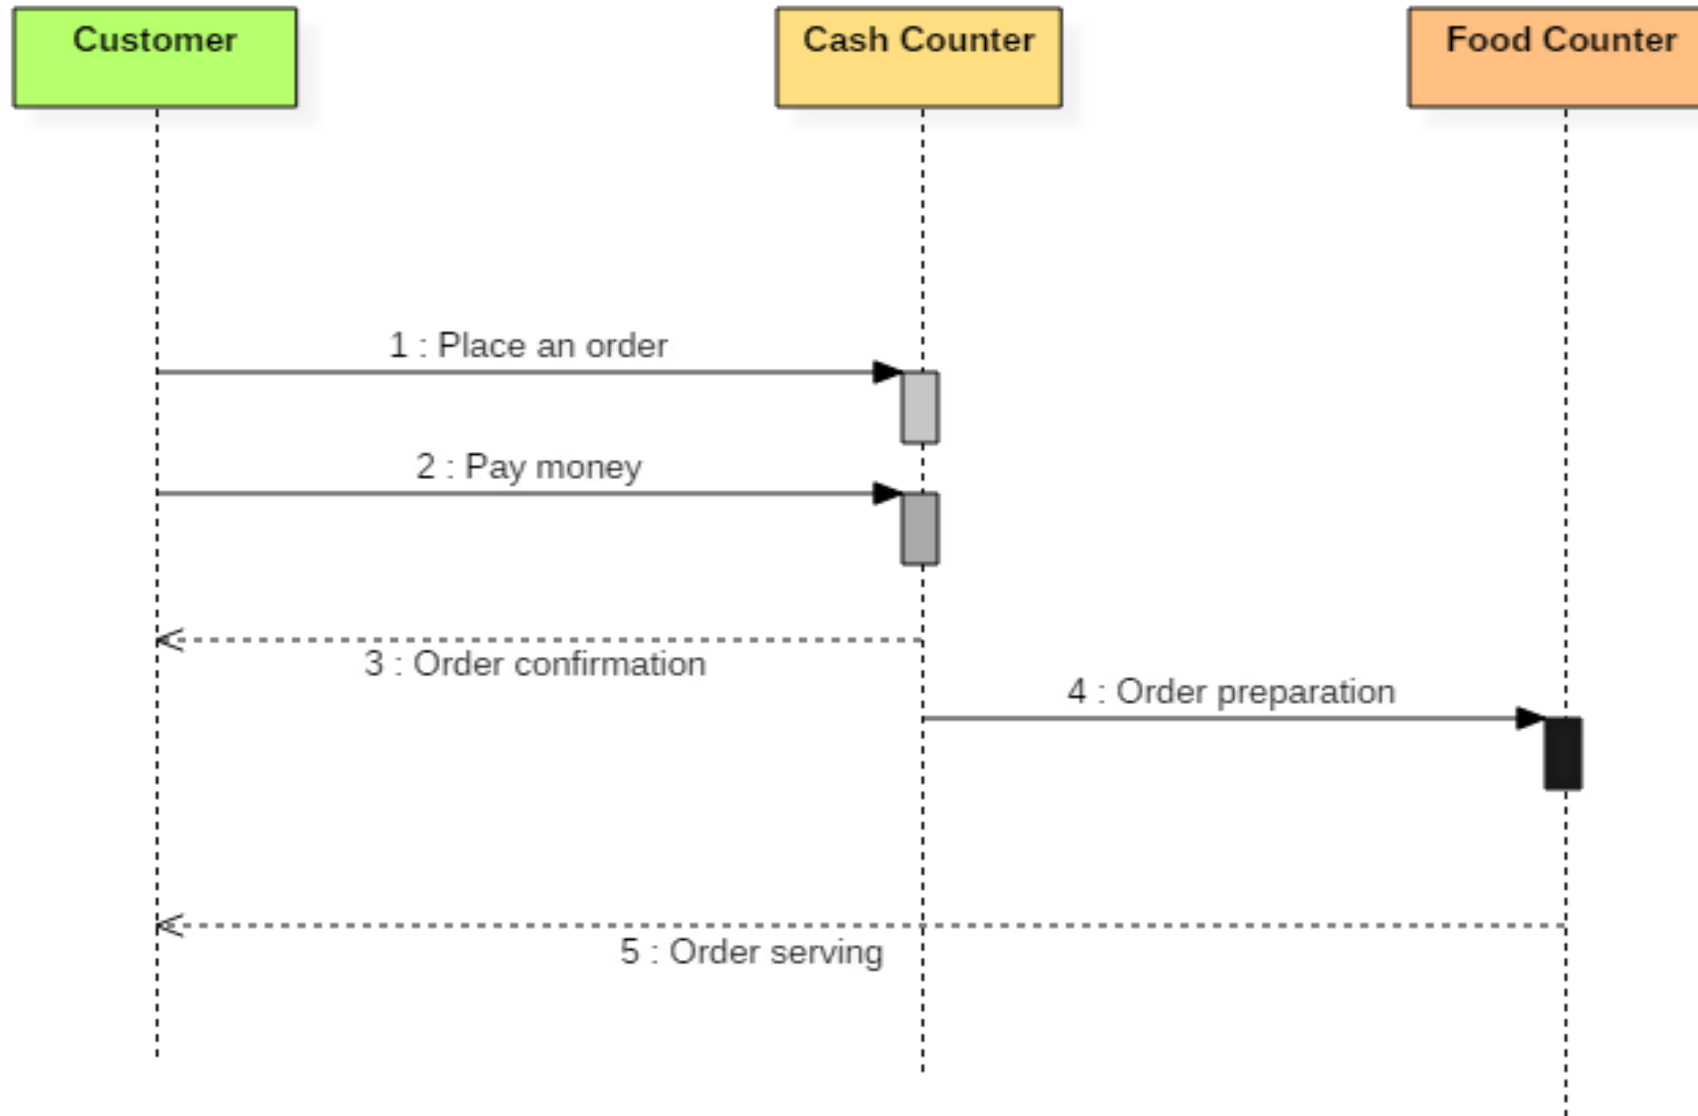 Customer
Cash Counter
Food Counter
1 : Place an order
2 : Pay money
3 : Order confirmation
4 : Order preparation
5 : Order serving